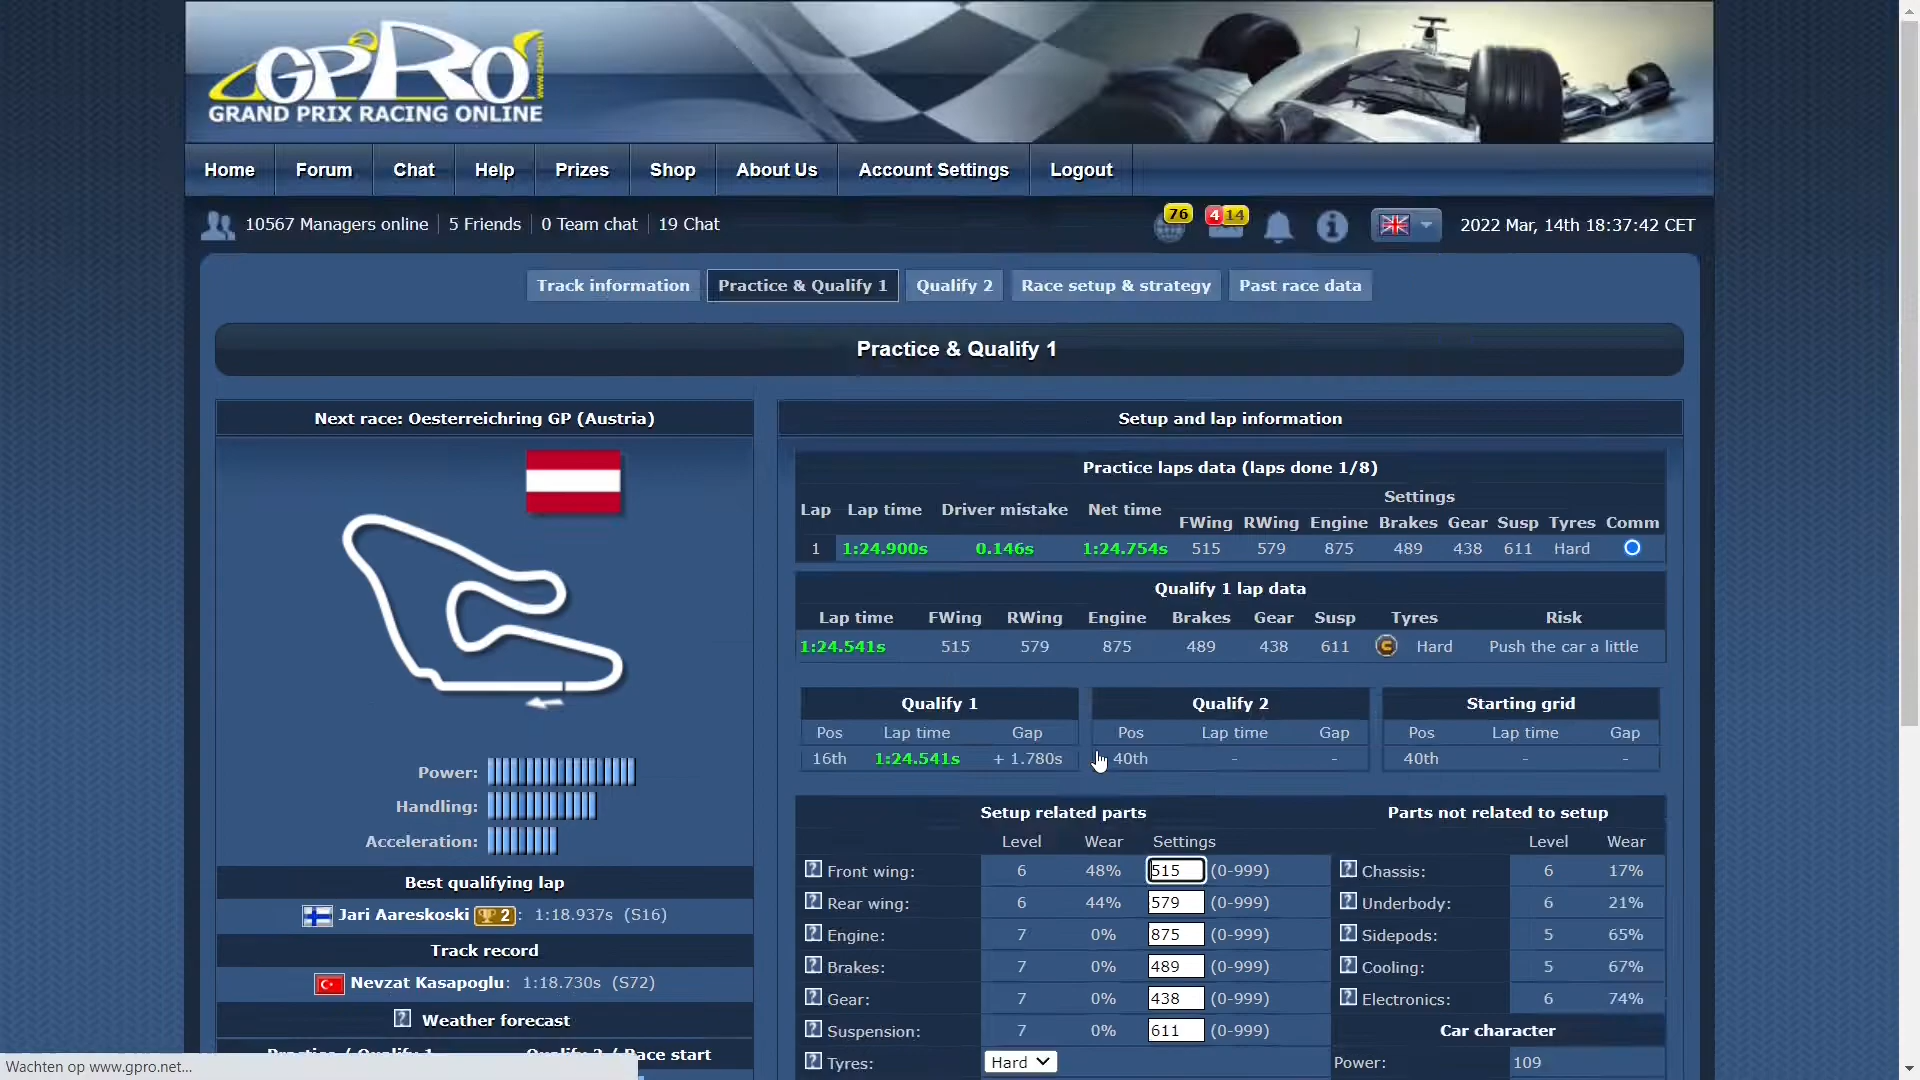 GPRO
WWW.GPRO.NET
GRAND PRIX RACING ONLINE
Home Forum Chat Help Prizes Shop About Us Account Settings Logout
10567 Managers online 5 Friends 0 Team chat 19 Chat 76 4 14 2022 Mar, 14th 18:37:42 CET
Track information Practice & Qualify 1 Qualify 2 Race setup & strategy Past race data
Practice & Qualify 1
Next race: Oesterreichring GP (Austria)
Power:
Handling:
Acceleration:
Best qualifying lap
Jari Aareskoski 2 : 1:18.937s (S16)
Track record
Nevzat Kasapoglu: 1:18.730s (S72)
? Weather forecast
Practice / Qualify 1 Qualify 2 / Race start
Setup and lap information
Practice laps data (laps done 1/8)
Lap Lap time Driver mistake Net time Settings
FWing RWing Engine Brakes Gear Susp Tyres Comm
1 1:24.900s 0.146s 1:24.754s 515 579 875 489 438 611 Hard
Qualify 1 lap data
Lap time FWing RWing Engine Brakes Gear Susp Tyres Risk
1:24.541s 515 579 875 489 438 611 C Hard Push the car a little
Qualify 1 Qualify 2 Starting grid
Pos Lap time Gap Pos Lap time Gap Pos Lap time Gap
16th 1:24.541s + 1.780s 40th - - 40th - -
Setup related parts Parts not related to setup
Level Wear Settings Level Wear
? Front wing: 6 48% 515 (0-999) ? Chassis: 6 17%
? Rear wing: 6 44% 579 (0-999) ? Underbody: 6 21%
? Engine: 7 0% 875 (0-999) ? Sidepods: 5 65%
? Brakes: 7 0% 489 (0-999) ? Cooling: 5 67%
? Gear: 7 0% 438 (0-999) ? Electronics: 6 74%
? Suspension: 7 0% 611 (0-999) Car character
? Tyres: Hard Power: 109
Wachten op www.gpro.net...